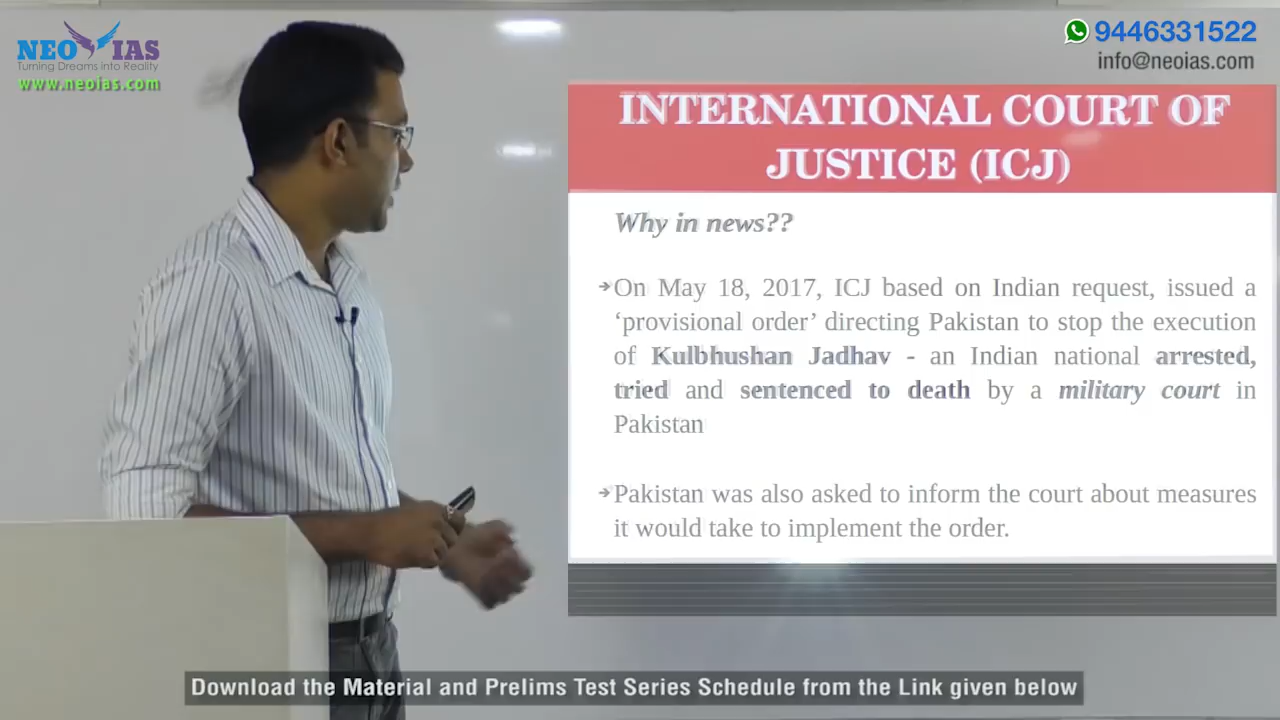 NEO IAS
Turning Dreams into Reality
www.neoias.com
9446331522
info@neoias.com
INTERNATIONAL COURT OF
JUSTICE (ICJ)
Why in news??
➔On May 18, 2017, ICJ based on Indian request, issued a
‘provisional order’ directing Pakistan to stop the execution
of Kulbhushan Jadhav - an Indian national arrested,
tried and sentenced to death by a military court in
Pakistan
➔Pakistan was also asked to inform the court about measures
it would take to implement the order.
Download the Material and Prelims Test Series Schedule from the Link given below